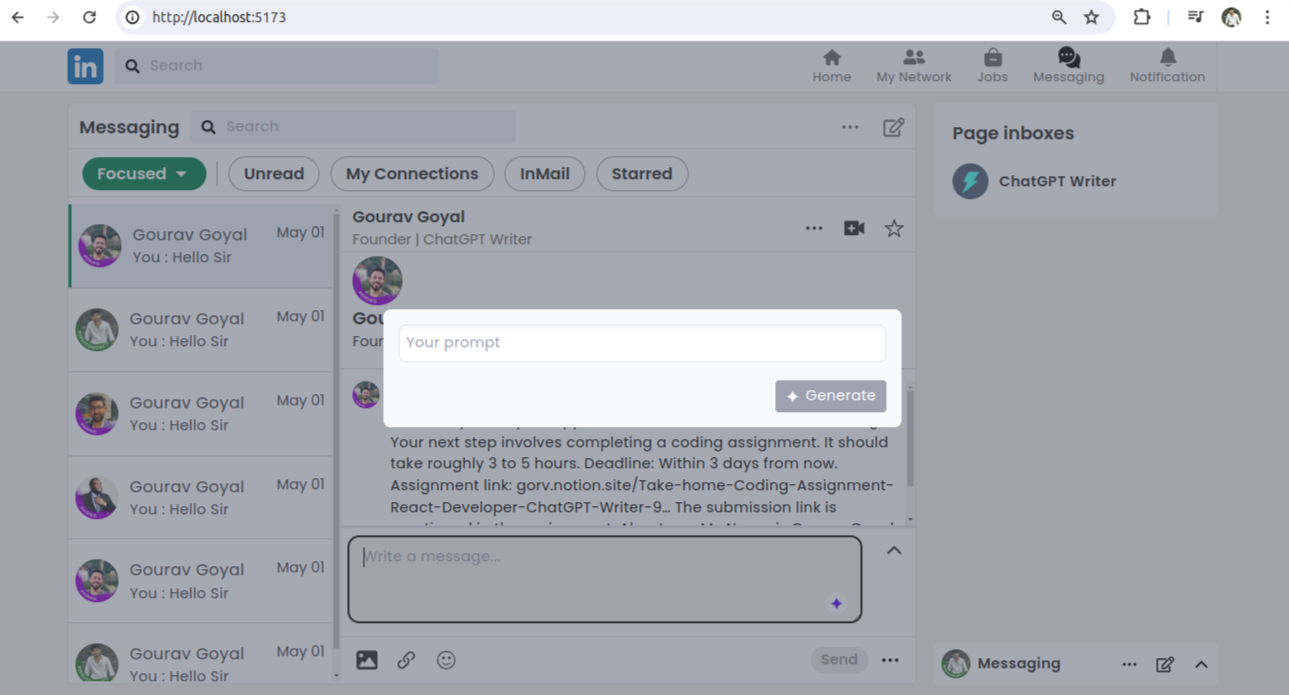 http://localhost:5173
in
Search
Home
My Network
Jobs
Messaging
Notification
Messaging
Search
Focused
Unread
My Connections
InMail
Starred
Page inboxes
ChatGPT Writer
Gourav Goyal
May 01
You : Hello Sir
Gourav Goyal
May 01
You : Hello Sir
Gourav Goyal
May 01
You : Hello Sir
Gourav Goyal
May 01
You : Hello Sir
Gourav Goyal
May 01
You : Hello Sir
Gourav Goyal
May 01
You : Hello Sir
Gourav Goyal
Founder | ChatGPT Writer
Gou
Four
Your prompt
Generate
Your next step involves completing a coding assignment. It should
take roughly 3 to 5 hours. Deadline: Within 3 days from now.
Assignment link: gorv.notion.site/Take-home-Coding-Assignment-
React-Developer-ChatGPT-Writer-9... The submission link is
Write a message...
Send
Messaging